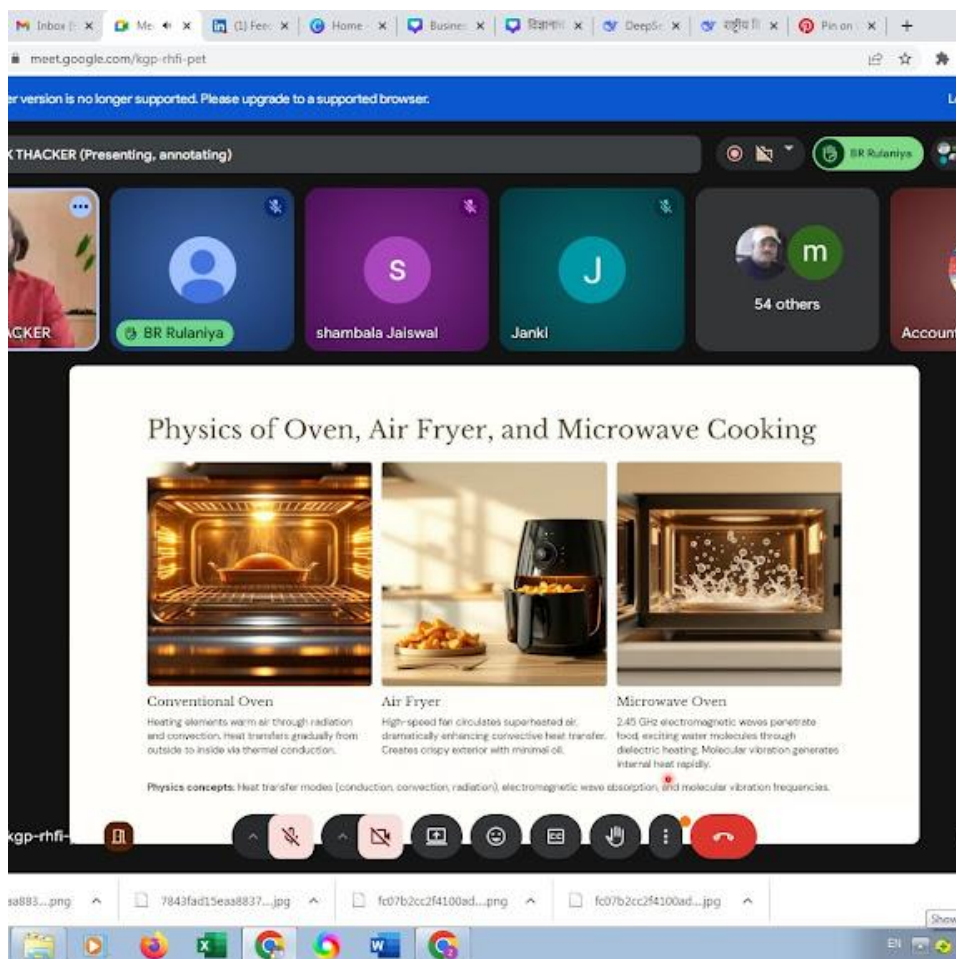 Inbox (
Me
(1) Fee
Home -
Busines
विज्ञान
DeepS
राष्ट्रीय वि
Pin on
meet.google.com/kgp-rhfi-pet
er version is no longer supported. Please upgrade to a supported browser.
THACKER (Presenting, annotating)
BR Rulaniya
ACKER
BR Rulaniya
S
shambala Jaiswal
J
Janki
m
54 others
Account
Physics of Oven, Air Fryer, and Microwave Cooking
Conventional Oven
Heating elements warm air through radiation
and convection. Heat transfers gradually from
outside to inside via thermal conduction.
Air Fryer
High-speed fan circulates superheated air,
dramatically enhancing convective heat transfer.
Creates crispy exterior with minimal oil.
Microwave Oven
2.45 GHz electromagnetic waves penetrate
food, exciting water molecules through
dielectric heating. Molecular vibration generates
internal heat rapidly.
Physics concepts: Heat transfer modes (conduction, convection, radiation), electromagnetic wave absorption, and molecular vibration frequencies.
kgp-rhfi-
CC
7843fad15eaa8837....jpg
fc07b2cc2f4100ad....png
fc07b2cc2f4100ad....jpg
Show
EN